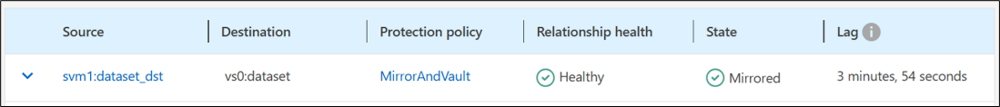 Source Destination Protection policy Relationship health State Lag
svm1:dataset_dst vs0:dataset MirrorAndVault Healthy Mirrored 3 minutes, 54 seconds